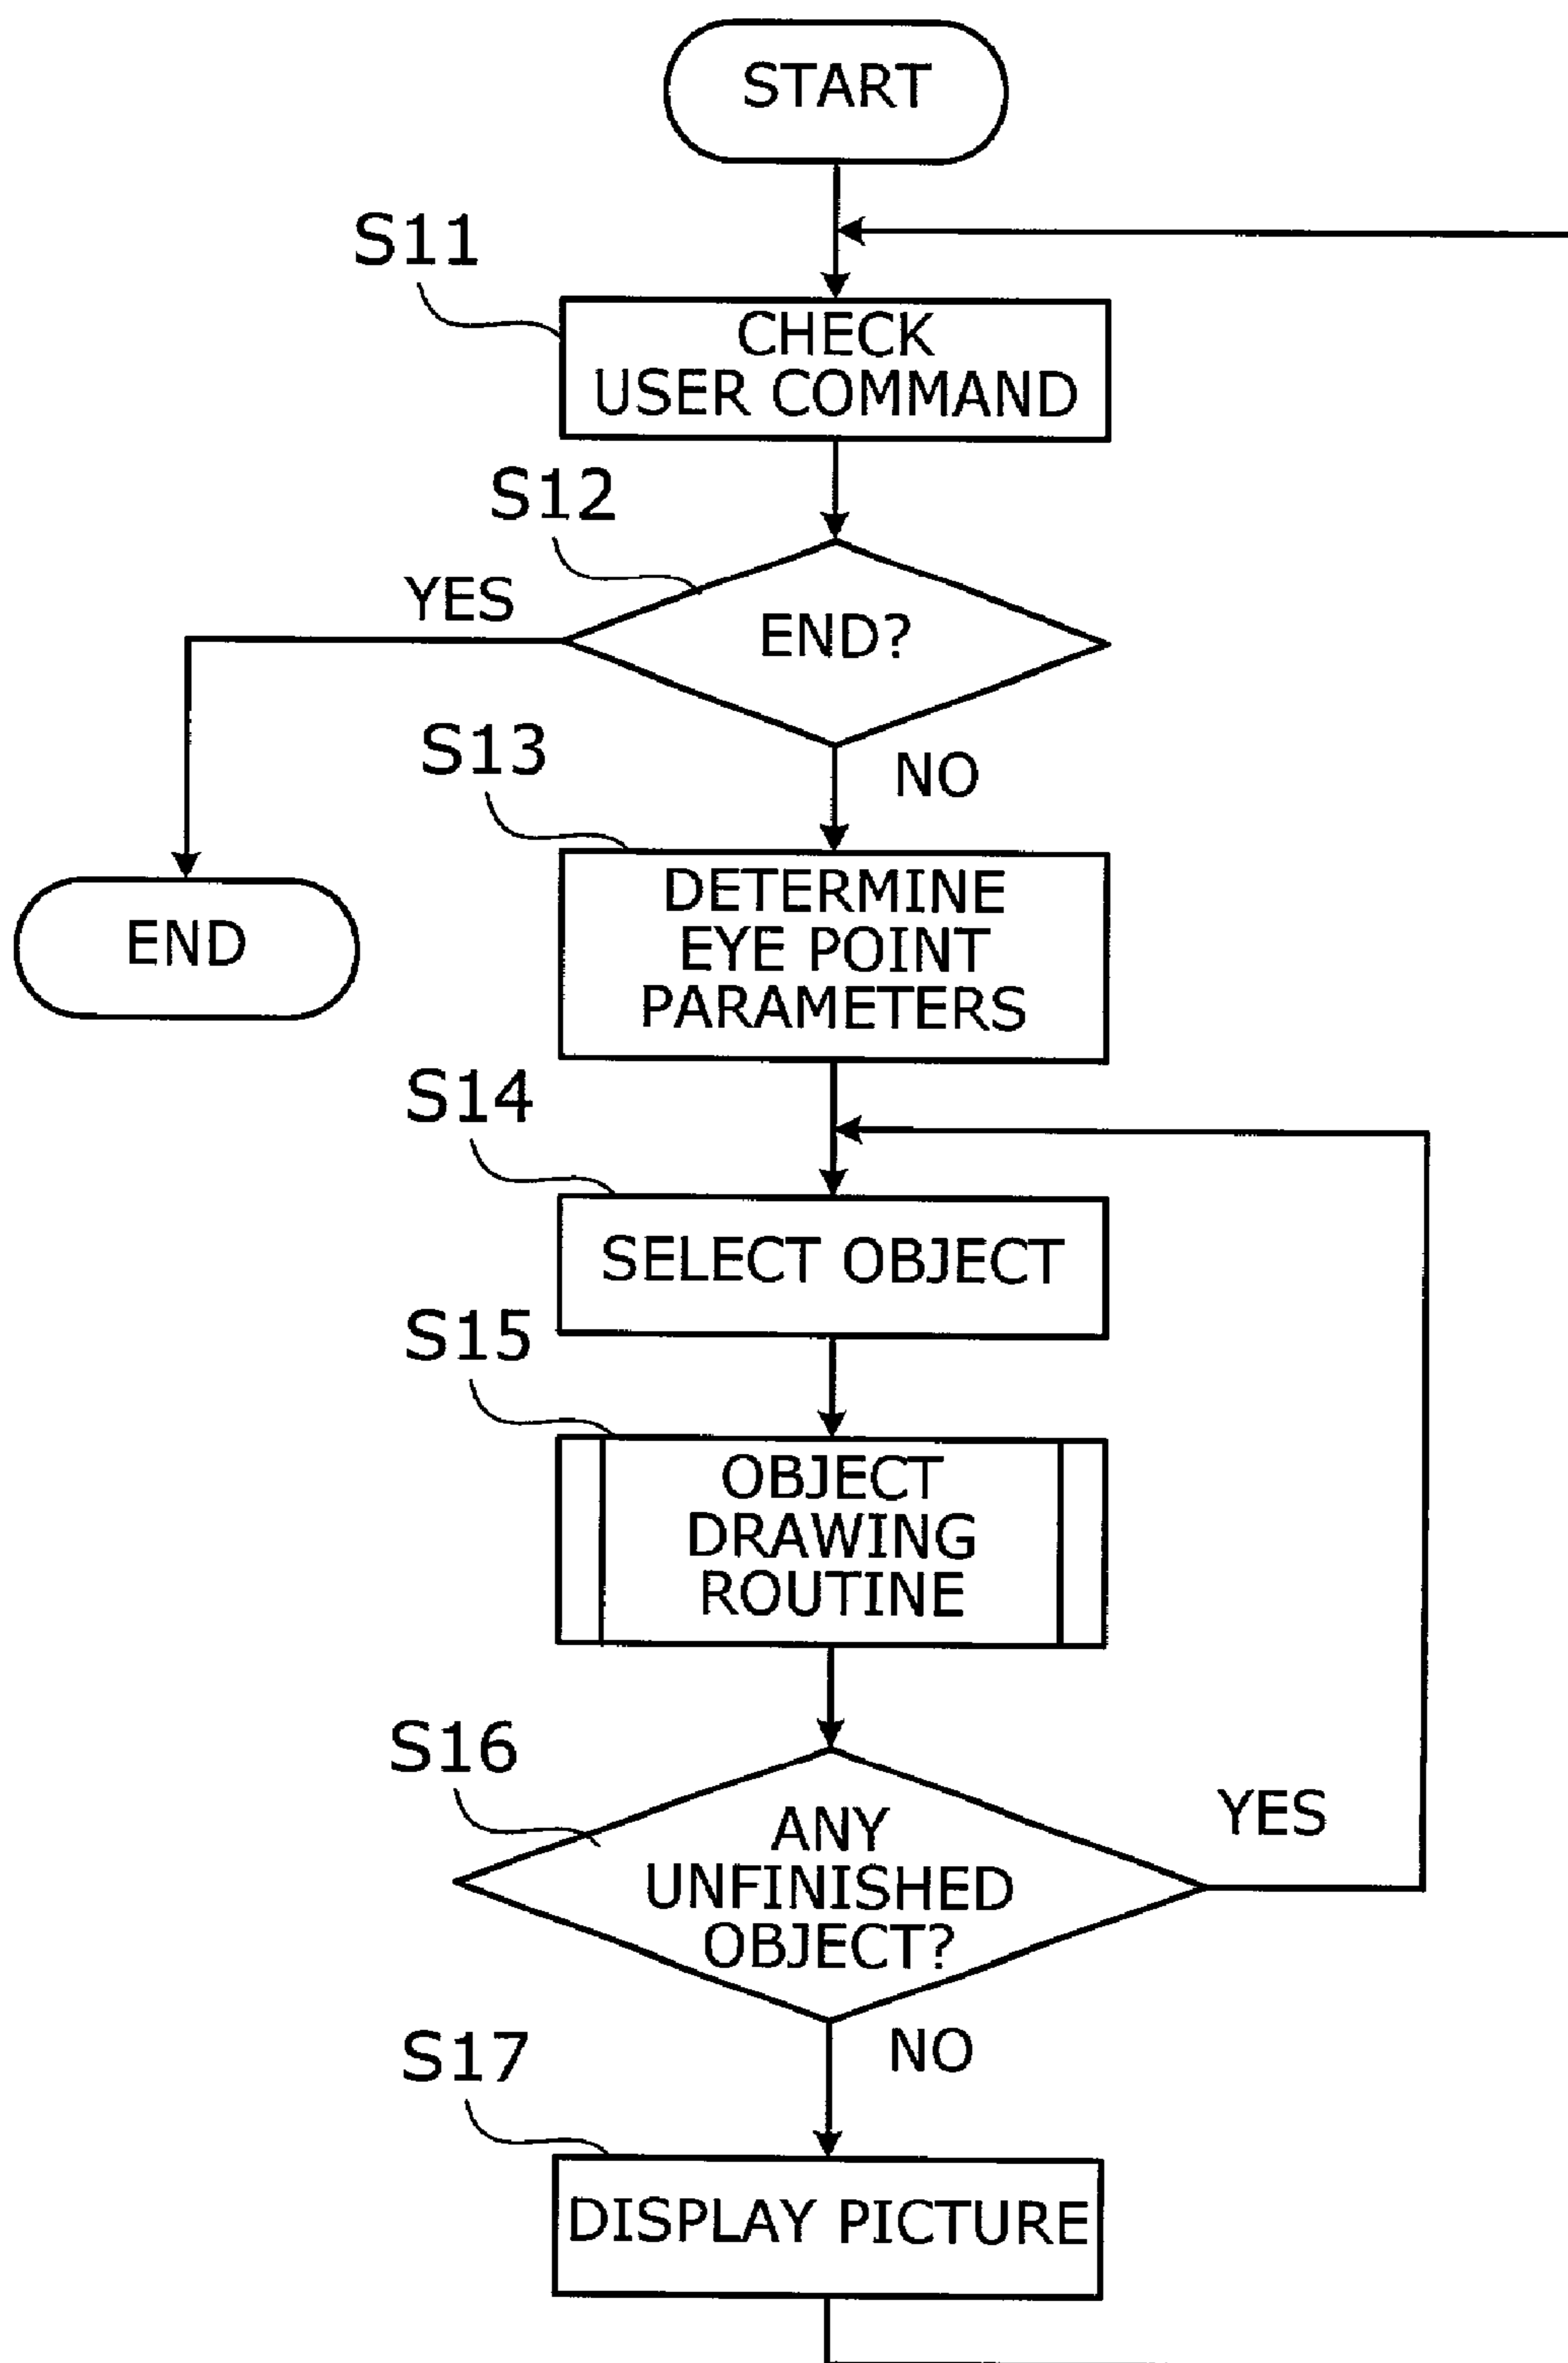 START
S11
CHECK
USER COMMAND
S12
YES
END?
S13
NO
END
DETERMINE
EYE POINT
PARAMETERS
S14
SELECT OBJECT
S15
OBJECT
DRAWING
ROUTINE
S16
YES
ANY
UNFINISHED
OBJECT?
S17
NO
DISPLAY PICTURE